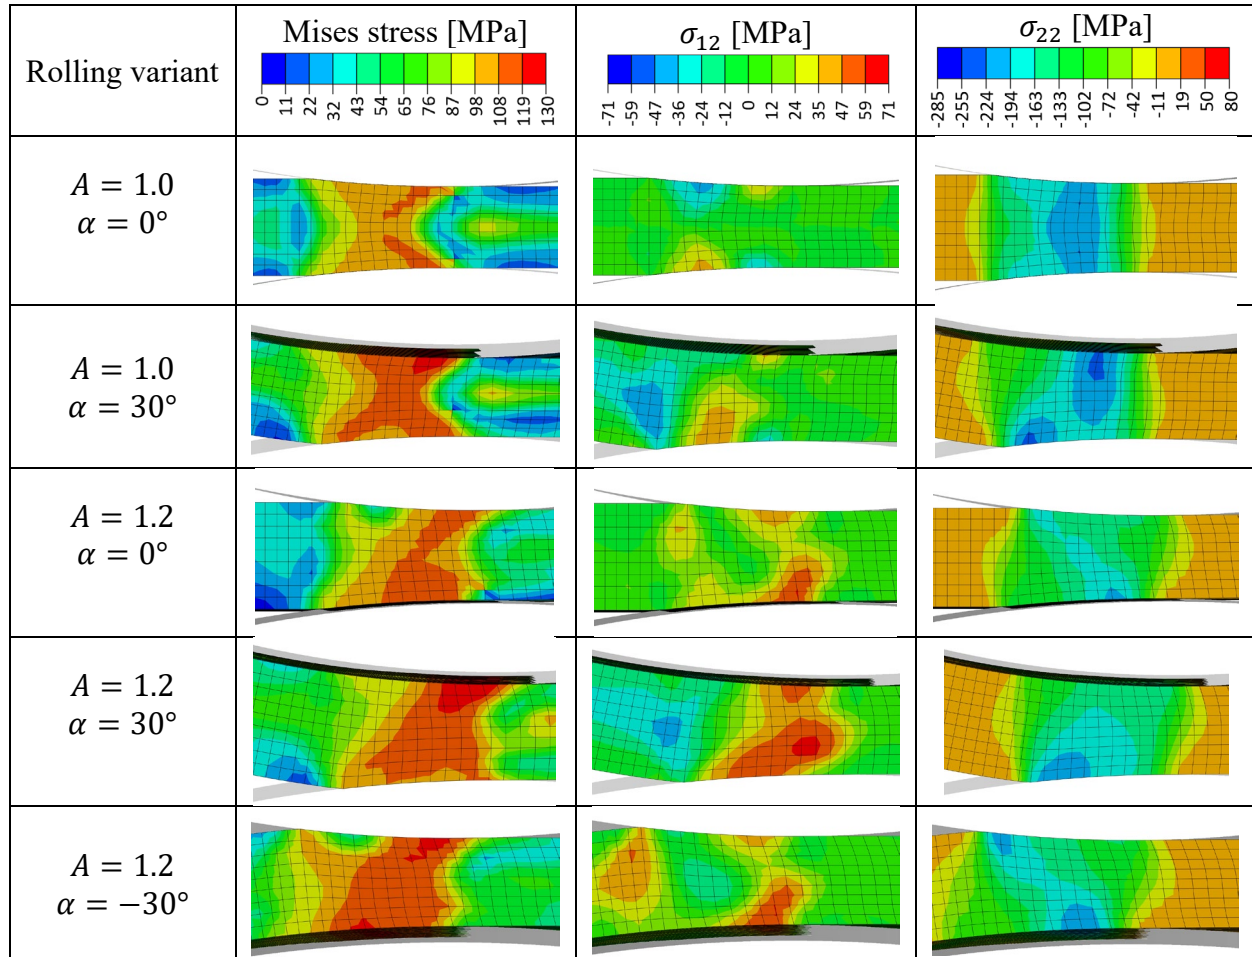 Rolling variant
Mises stress [MPa]
0 11 22 32 43 54 65 76 87 98 108 119 130
σ₁₂ [MPa]
-71 -59 -47 -36 -24 -12 0 12 24 35 47 59 71
σ₂₂ [MPa]
-285 -255 -224 -194 -163 -133 -102 -72 -42 -11 19 50 80
A = 1.0
α = 0°
A = 1.0
α = 30°
A = 1.2
α = 0°
A = 1.2
α = 30°
A = 1.2
α = −30°